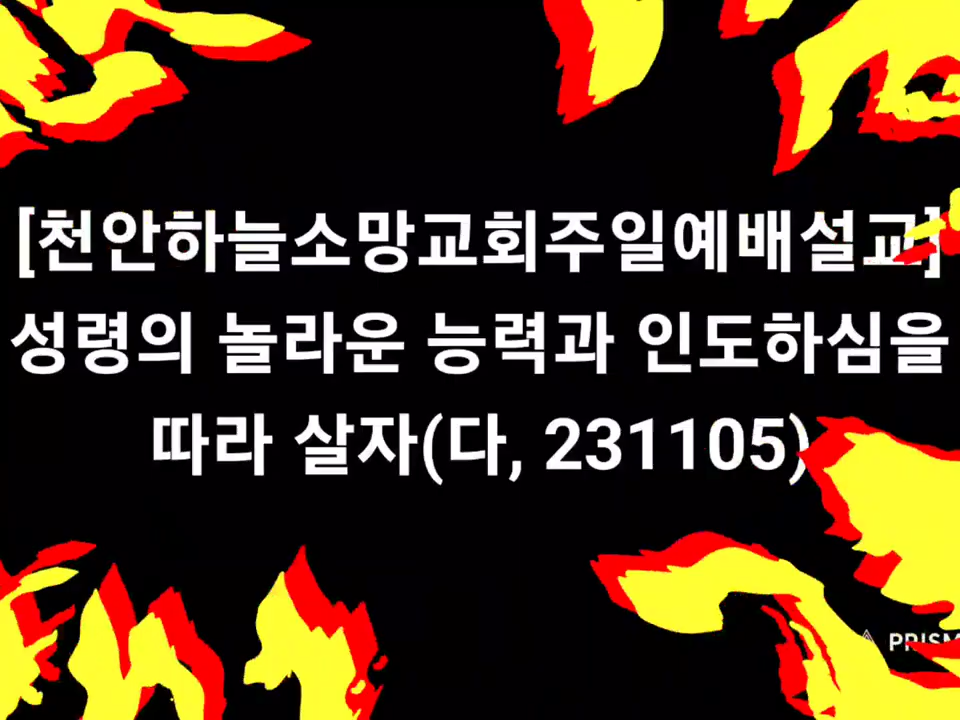 [천안하늘소망교회주일예배설교]
성령의 놀라운 능력과 인도하심을
따라 살자(다, 231105)
PRISM